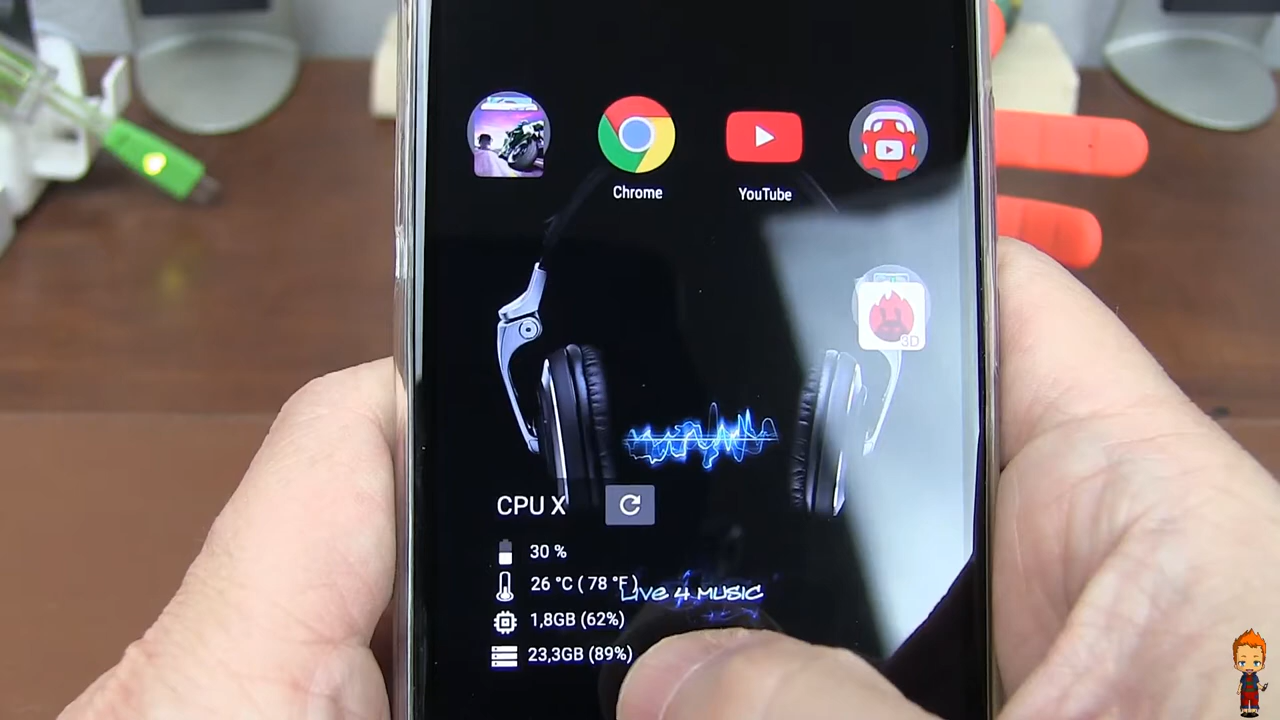 Chrome
YouTube
3D
CPU X
30 %
26 °C ( 78 °F )
Live 4 music
1,8GB (62%)
23,3GB (89%)